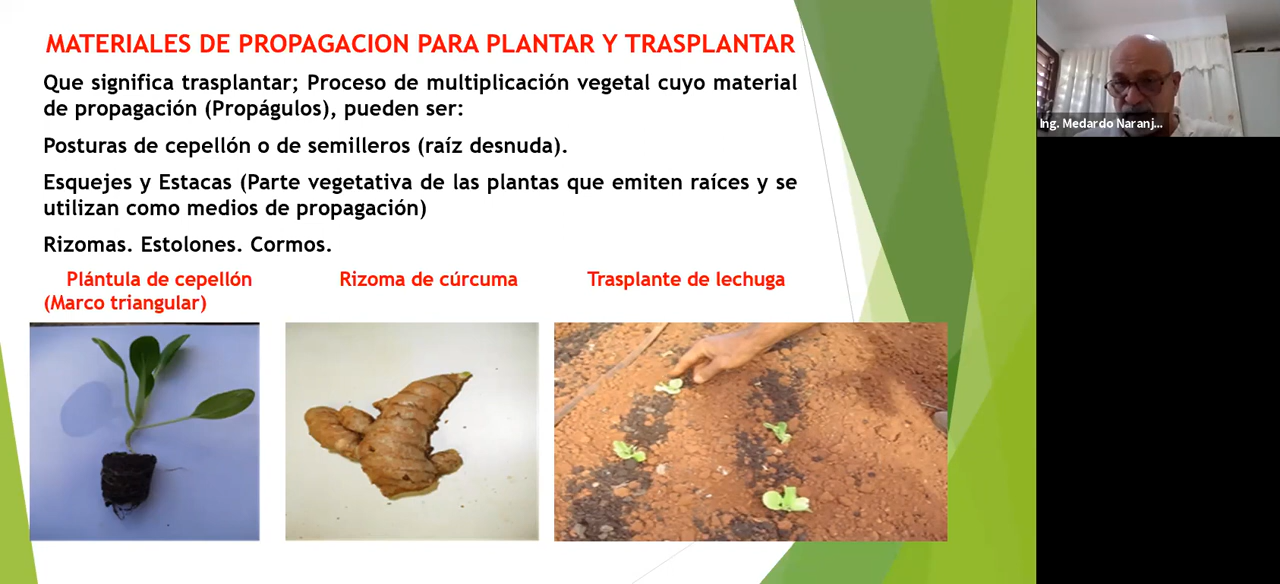 MATERIALES DE PROPAGACION PARA PLANTAR Y TRASPLANTAR
Que significa trasplantar; Proceso de multiplicación vegetal cuyo material
de propagación (Propágulos), pueden ser:
Posturas de cepellón o de semilleros (raíz desnuda).
Esquejes y Estacas (Parte vegetativa de las plantas que emiten raíces y se
utilizan como medios de propagación)
Rizomas. Estolones. Cormos.
Plántula de cepellón Rizoma de cúrcuma Trasplante de lechuga
(Marco triangular)
Ing. Medardo Naranj...